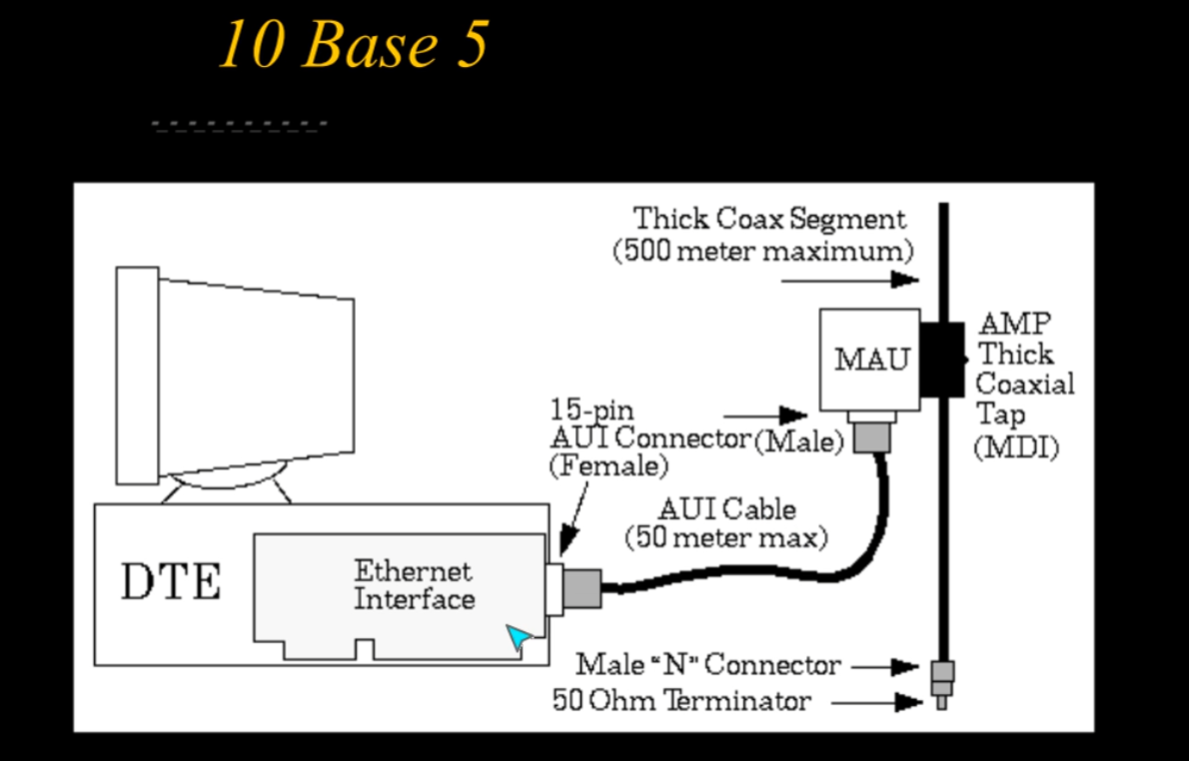 10 Base 5
Thick Coax Segment
(500 meter maximum)
MAU
AMP
Thick
Coaxial
Tap
(MDI)
15-pin
AUI Connector
(Female)
(Male)
AUI Cable
(50 meter max)
DTE
Ethernet
Interface
Male "N" Connector
50 Ohm Terminator